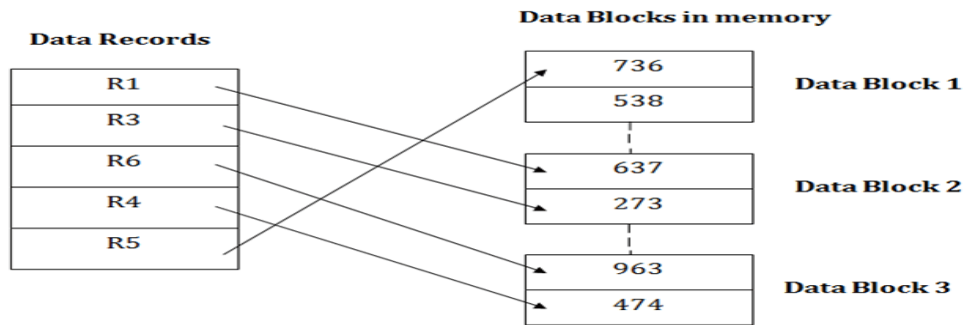 Data Records
R1
R3
R6
R4
R5
Data Blocks in memory
736
538
Data Block 1
637
273
Data Block 2
963
474
Data Block 3